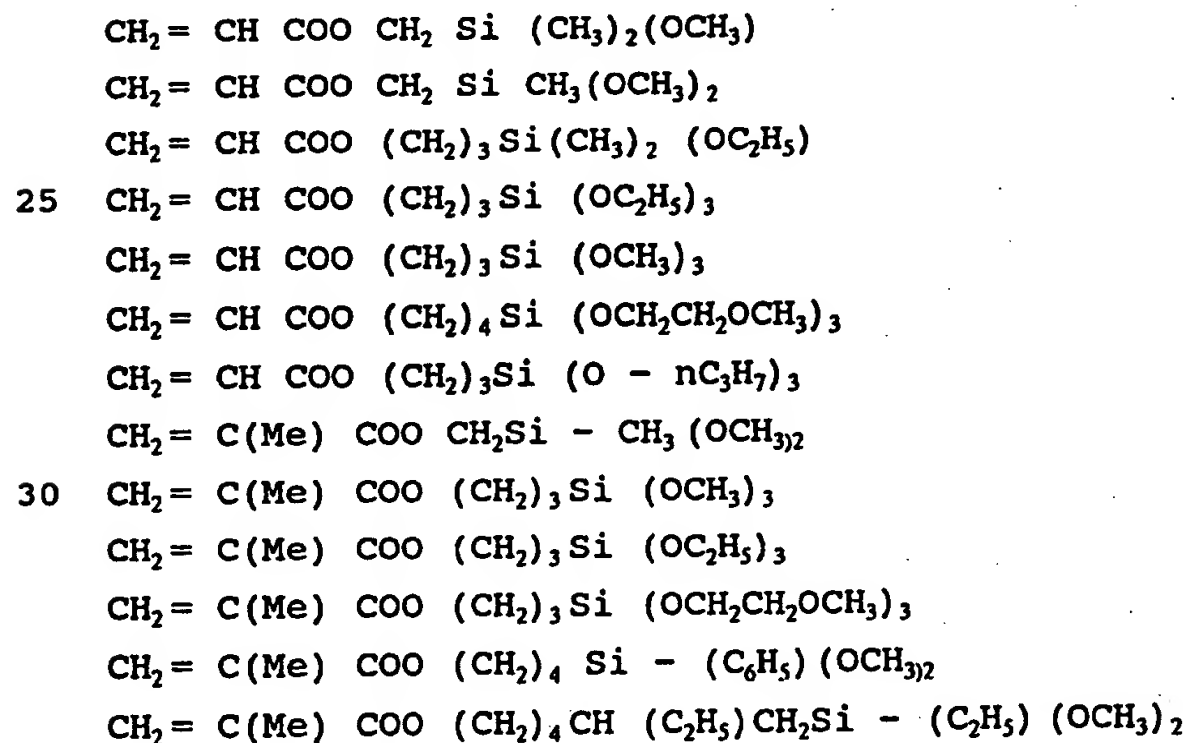 CH₂= CH COO CH₂ Si (CH₃)₂(OCH₃)
CH₂= CH COO CH₂ Si CH₃(OCH₃)₂
CH₂= CH COO (CH₂)₃Si(CH₃)₂ (OC₂H₅)
25 CH₂= CH COO (CH₂)₃Si (OC₂H₅)₃
CH₂= CH COO (CH₂)₃Si (OCH₃)₃
CH₂= CH COO (CH₂)₄Si (OCH₂CH₂OCH₃)₃
CH₂= CH COO (CH₂)₃Si (O - nC₃H₇)₃
CH₂= C(Me) COO CH₂Si - CH₃ (OCH₃₎₂
30 CH₂= C(Me) COO (CH₂)₃Si (OCH₃)₃
CH₂= C(Me) COO (CH₂)₃Si (OC₂H₅)₃
CH₂= C(Me) COO (CH₂)₃Si (OCH₂CH₂OCH₃)₃
CH₂= C(Me) COO (CH₂)₄ Si - (C₆H₅)(OCH₃₎₂
CH₂= C(Me) COO (CH₂)₄CH (C₂H₅)CH₂Si - (C₂H₅) (OCH₃)₂